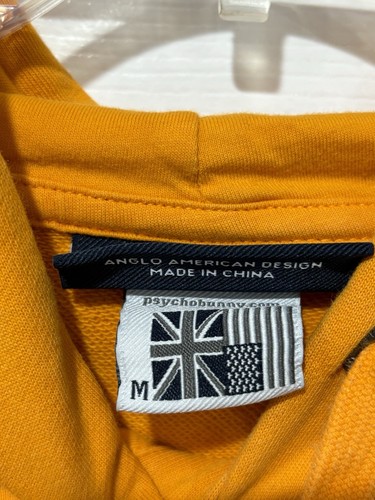 ANGLO AMERICAN DESIGN
MADE IN CHINA
psychobunny.com
M